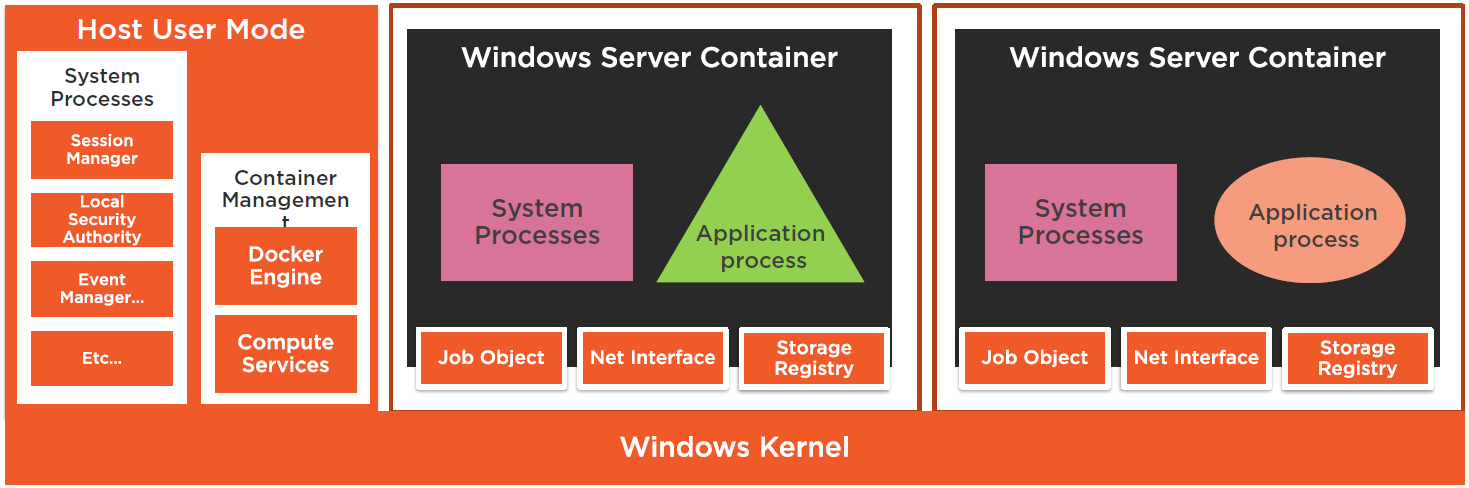 Host User Mode
System
Processes
Session
Manager
Local
Security
Authority
Event
Manager...
Etc...
Container
Managemen
t
Docker
Engine
Compute
Services
Windows Server Container
System
Processes
Application
process
Job Object
Net Interface
Storage
Registry
Windows Server Container
System
Processes
Application
process
Job Object
Net Interface
Storage
Registry
Windows Kernel